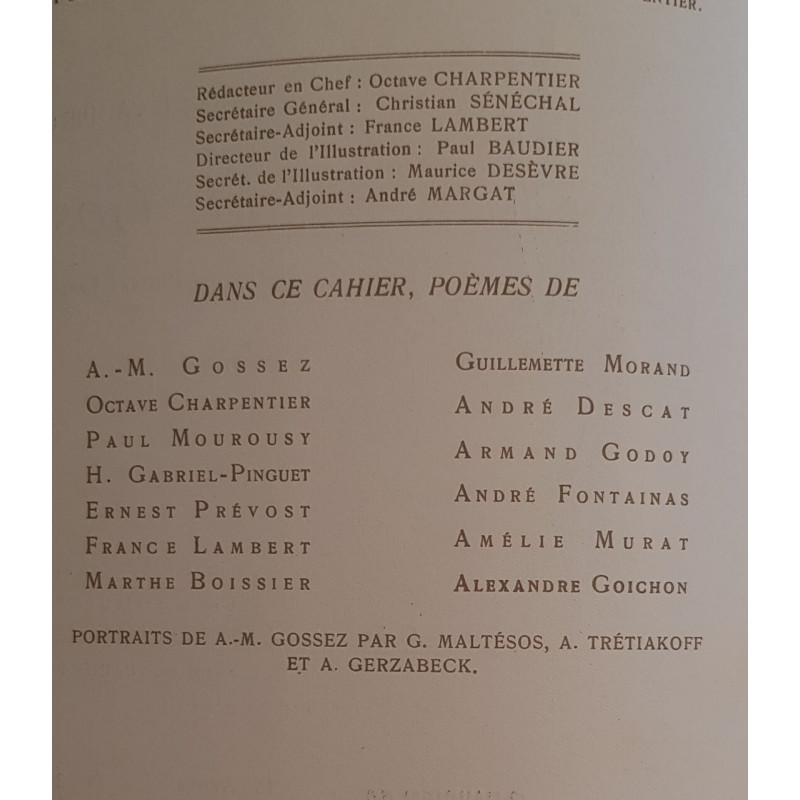 Rédacteur en Chef : Octave CHARPENTIER
Secrétaire Général : Christian SÉNÉCHAL
Secrétaire-Adjoint : France LAMBERT
Directeur de l'Illustration : Paul BAUDIER
Secrét. de l'Illustration : Maurice DESÈVRE
Secrétaire-Adjoint : André MARGAT
DANS CE CAHIER, POÈMES DE
A.-M. GOSSEZ
OCTAVE CHARPENTIER
PAUL MOUROUSY
H. GABRIEL-PINGUET
ERNEST PRÉVOST
FRANCE LAMBERT
MARTHE BOISSIER
GUILLEMETTE MORAND
ANDRÉ DESCAT
ARMAND GODOY
ANDRÉ FONTAINAS
AMÉLIE MURAT
ALEXANDRE GOICHON
PORTRAITS DE A.-M. GOSSEZ PAR G. MALTÉSOS, A. TRÉTIAKOFF
ET A. GERZABECK.